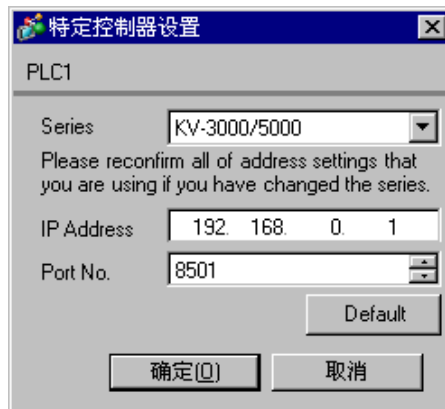 特定控制器设置
PLC1
Series KV-3000/5000
Please reconfirm all of address settings that
you are using if you have changed the series.
IP Address 192. 168. 0. 1
Port No. 8501
Default
确定(O) 取消